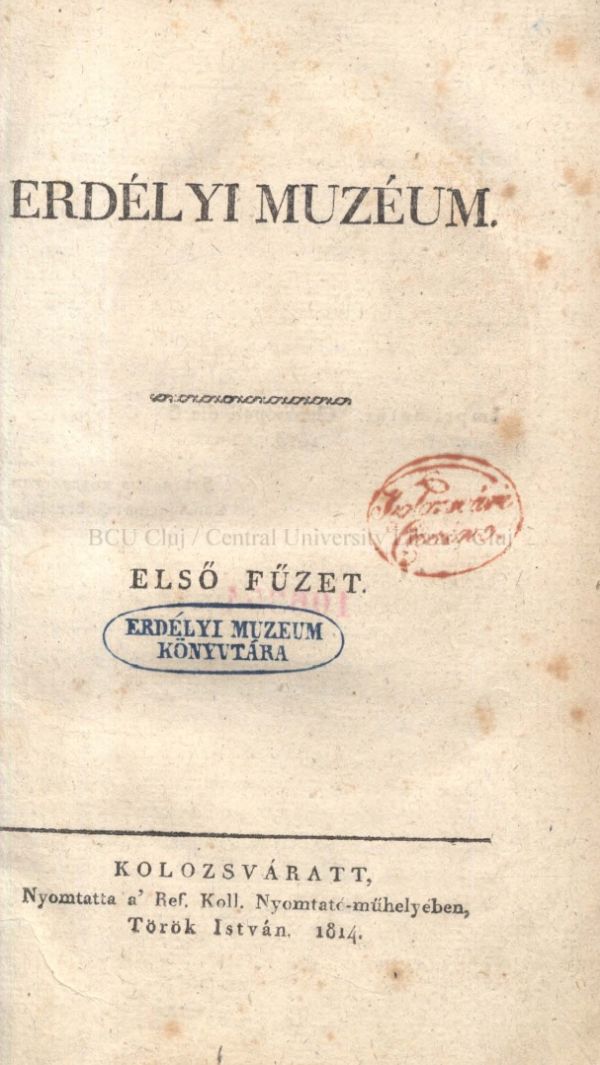 ERDÉLYI MUZÉUM.
BCU Cluj / Central University Library Cluj
ELSŐ FŰZET.
ERDÉLYI MUZEUM
KÖNYVTÁRA
KOLOZSVÁRATT,
Nyomtatta a' Ref. Koll. Nyomtató-műhelyében,
Török István. 1814.